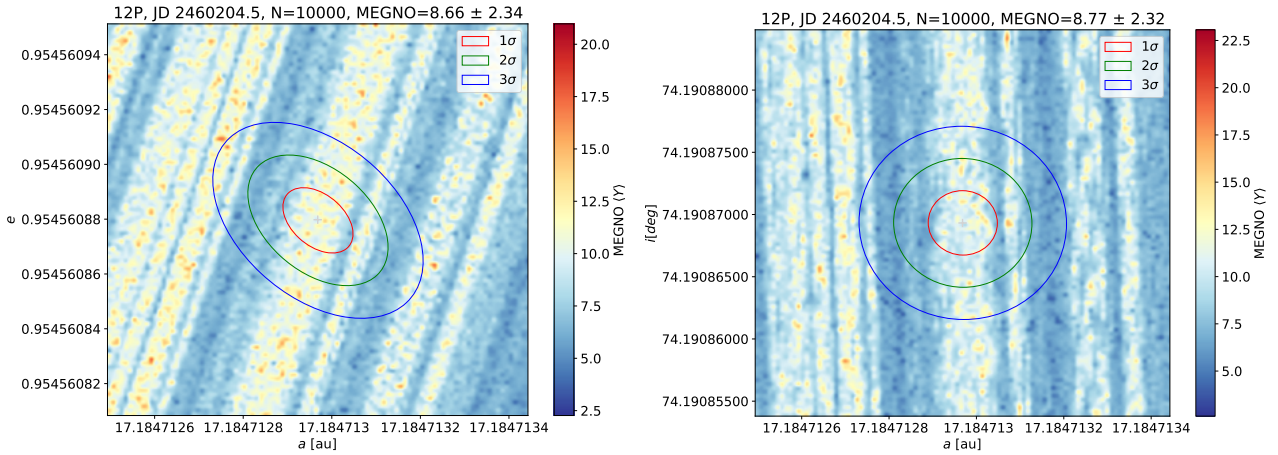 12P, JD 2460204.5, N=10000, MEGNO=8.66 ± 2.34
1σ
2σ
3σ
0.95456094
0.95456092
0.95456090
0.95456088
0.95456086
0.95456084
0.95456082
e
17.1847126 17.1847128 17.184713 17.1847132 17.1847134
a [au]
20.0
17.5
15.0
12.5
10.0
7.5
5.0
2.5
MEGNO ⟨Y⟩
12P, JD 2460204.5, N=10000, MEGNO=8.77 ± 2.32
1σ
2σ
3σ
74.19088000
74.19087500
74.19087000
74.19086500
74.19086000
74.19085500
i[deg]
17.1847126 17.1847128 17.184713 17.1847132 17.1847134
a [au]
22.5
20.0
17.5
15.0
12.5
10.0
7.5
5.0
MEGNO ⟨Y⟩